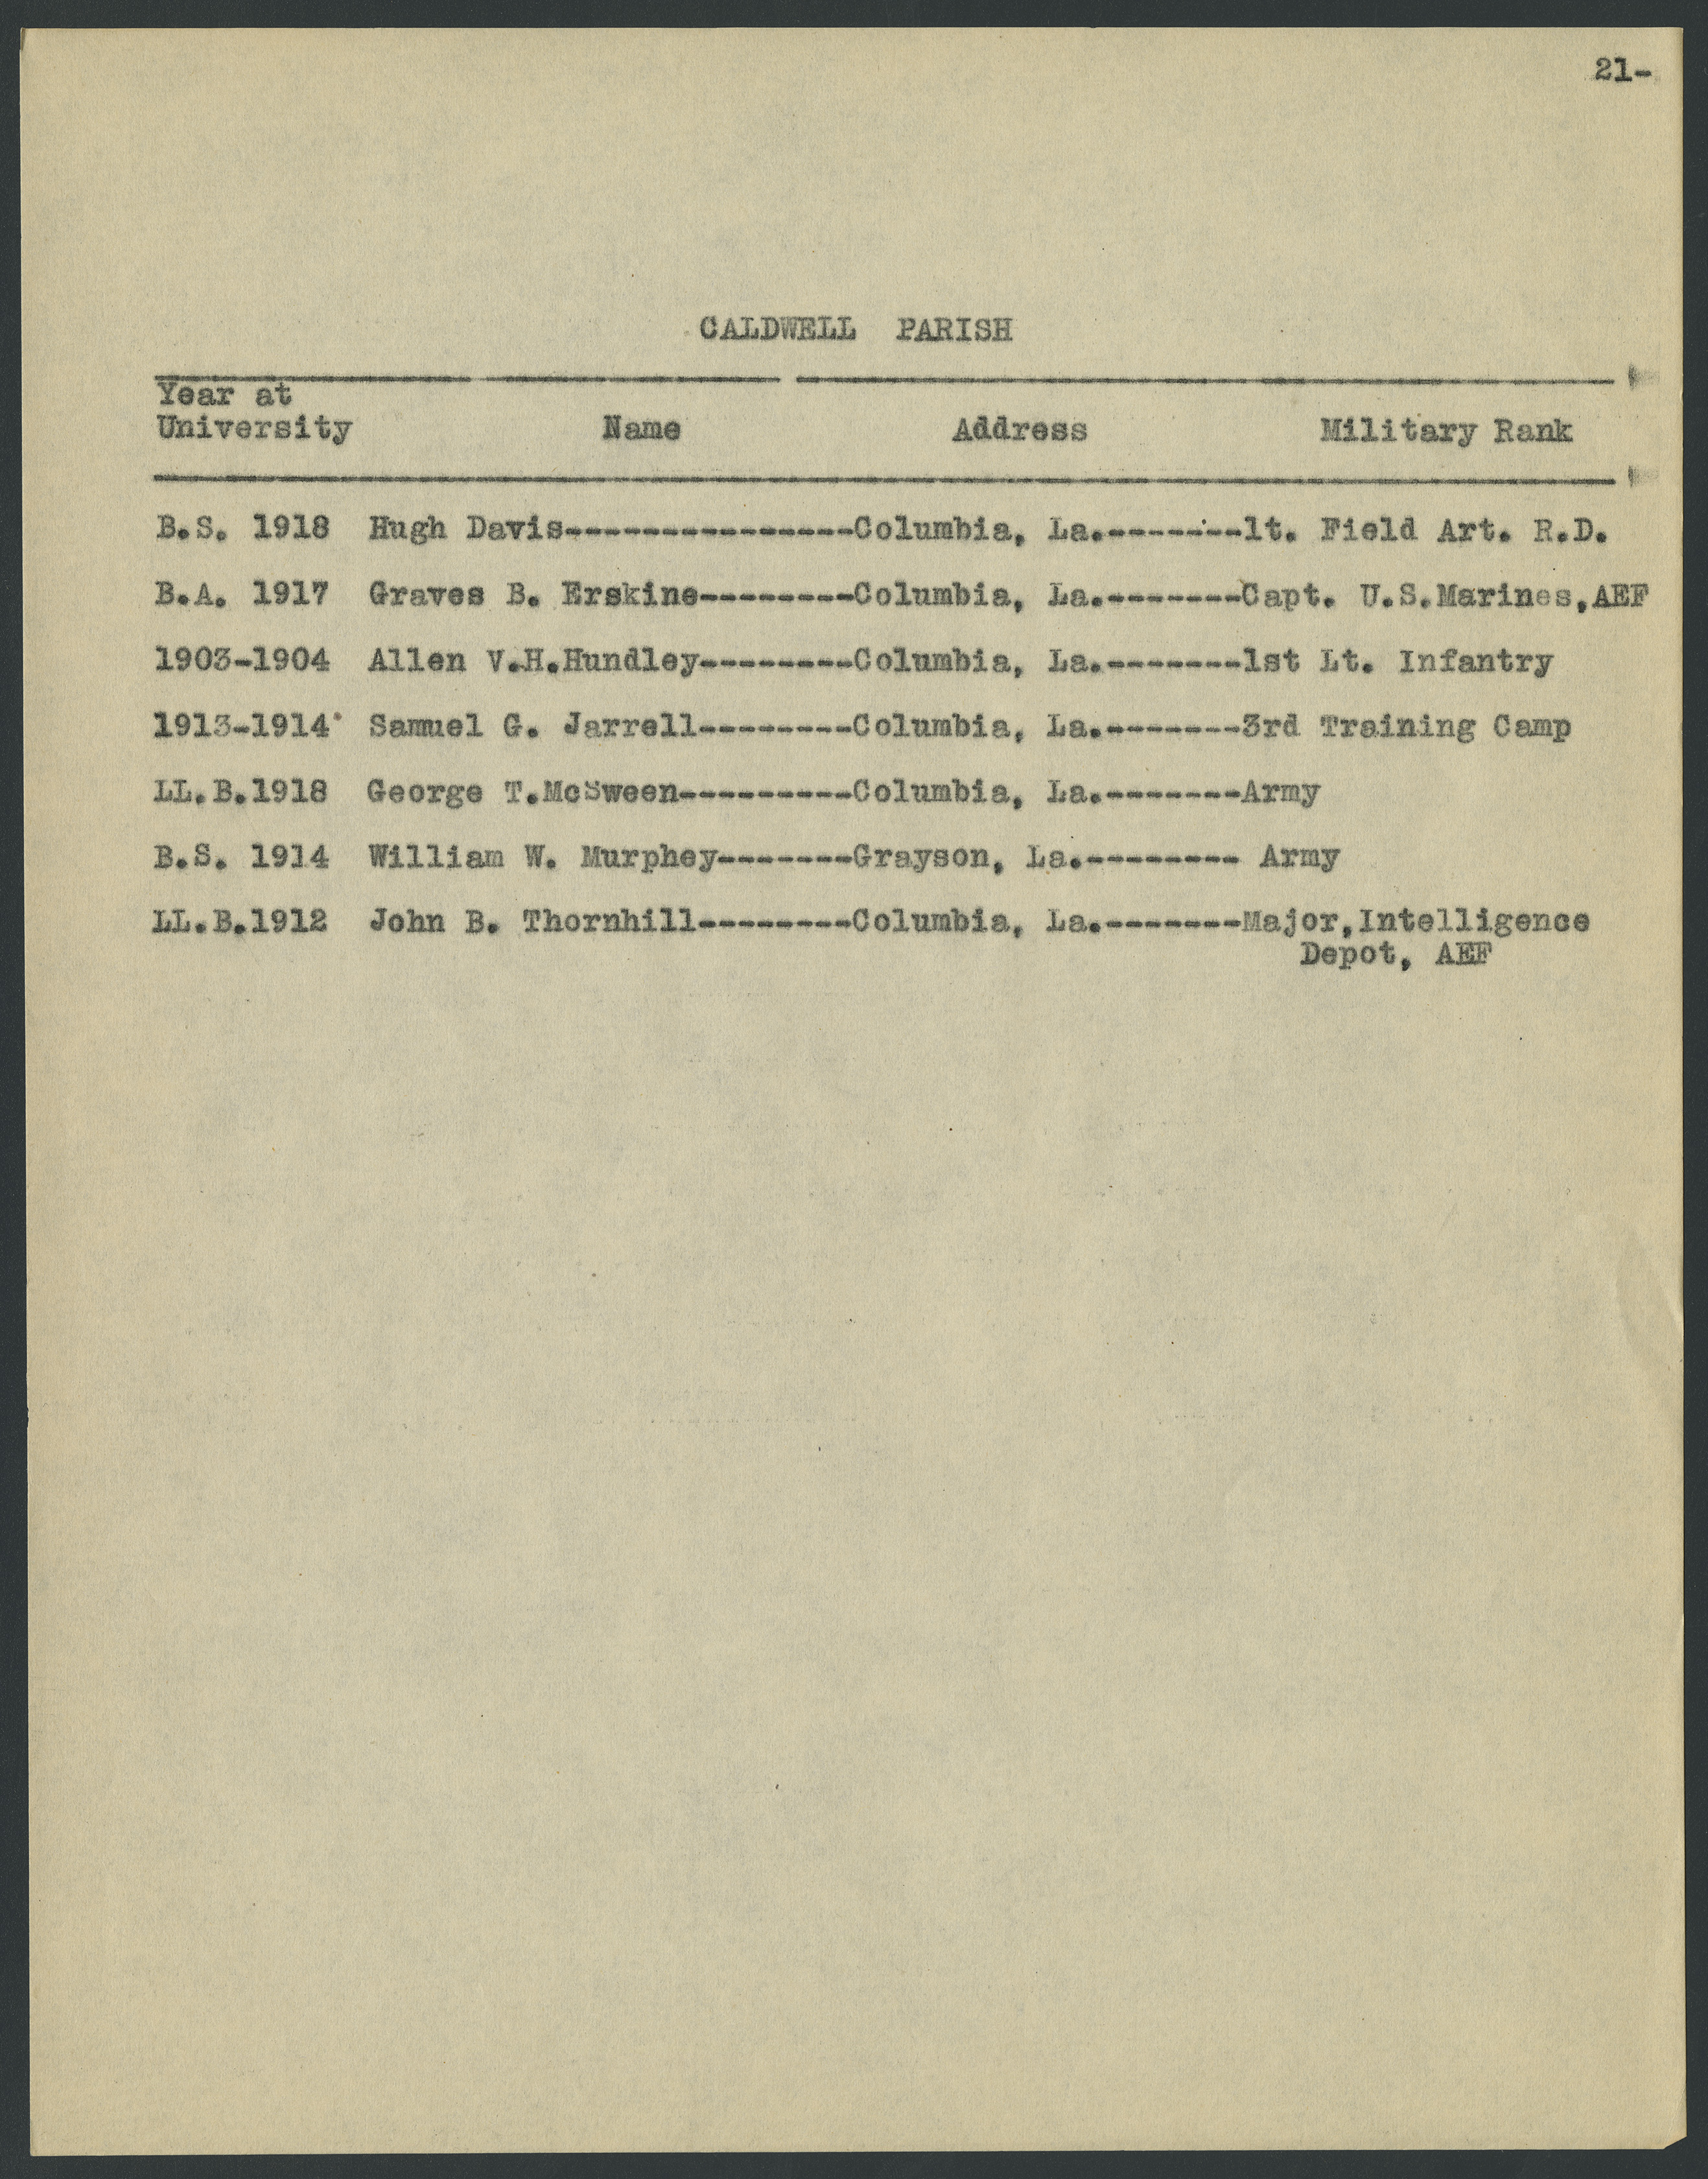 21-
CALDWELL PARISH
Year at
University Name Address Military Rank
B.S. 1918 Hugh Davis---------------Columbia, La.-------lt. Field Art. R.D.
B.A. 1917 Graves B. Erskine--------Columbia, La.-------Capt. U.S.Marines,AEF
1903-1904 Allen V.H.Hundley--------Columbia, La.-------1st Lt. Infantry
1913-1914 Samuel G. Jarrell--------Columbia, La.-------3rd Training Camp
LL.B.1918 George T.McSween---------Columbia, La.-------Army
B.S. 1914 William W. Murphey-------Grayson, La.-------- Army
LL.B.1912 John B. Thornhill--------Columbia, La.-------Major,Intelligence
Depot, AEF